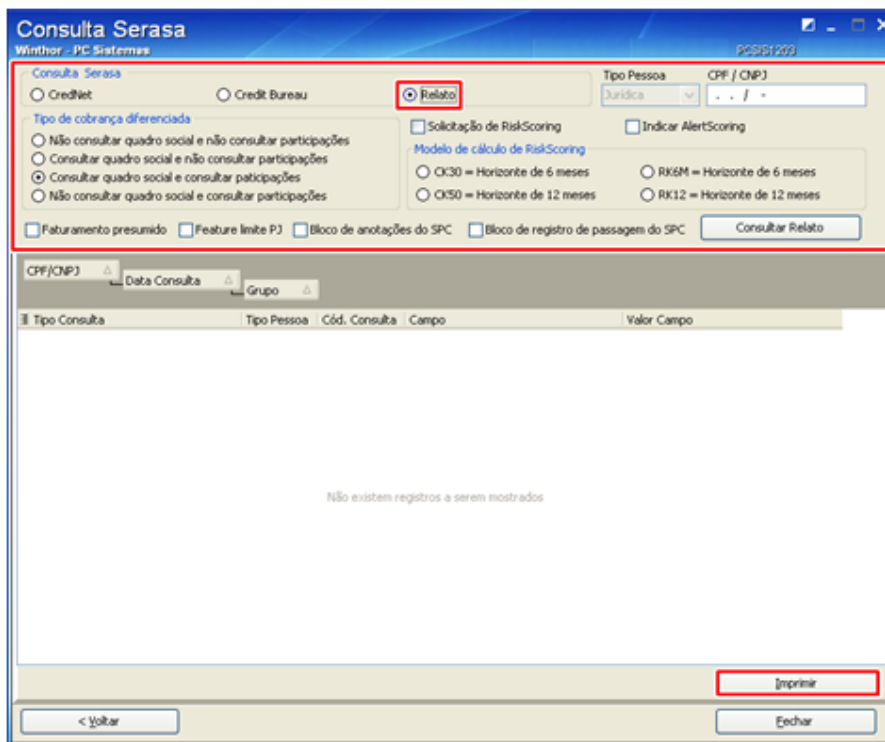 Consulta Serasa
Winthor - PC Sistemas
PCSIS1203
Consulta Serasa
Tipo Pessoa
CPF / CNPJ
CredNet
Credit Bureau
Relato
Jurídica
. . / -
Tipo de cobrança diferenciada
Solicitação de RiskScoring
Indicar AlertScoring
Não consultar quadro social e não consultar participações
Consultar quadro social e não consultar participações
Consultar quadro social e consultar paticipações
Não consultar quadro social e consultar participações
Modelo de cálculo de RiskScoring
CK30 = Horizonte de 6 meses
RK6M = Horizonte de 6 meses
CK50 = Horizonte de 12 meses
RK12 = Horizonte de 12 meses
Faturamento presumido
Feature limite PJ
Bloco de anotações do SPC
Bloco de registro de passagem do SPC
Consultar Relato
CPF/CNPJ
Data Consulta
Grupo
Tipo Consulta
Tipo Pessoa
Cód. Consulta
Campo
Valor Campo
Não existem registros a serem mostrados
Imprimir
< Voltar
Fechar